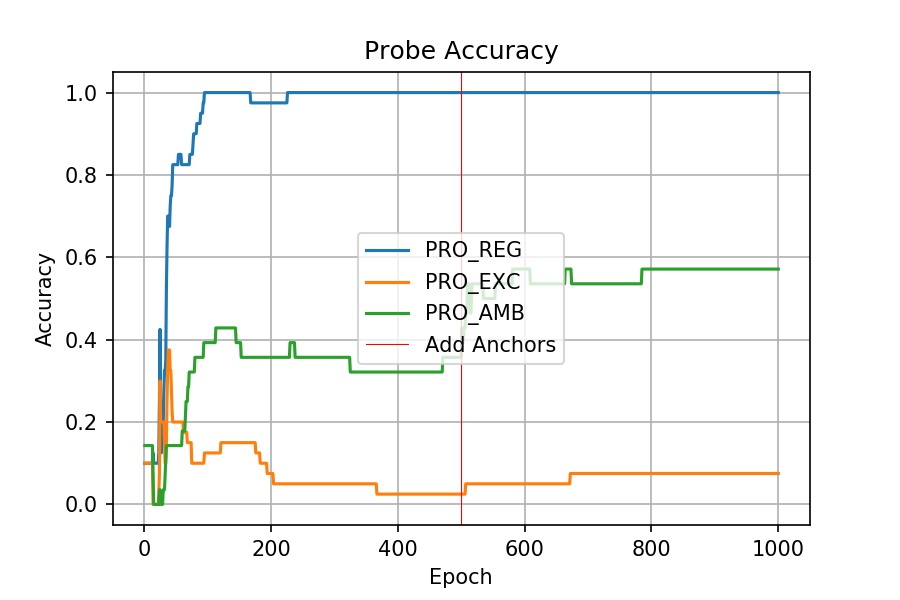 Probe Accuracy
1.0
0.8
0.6
0.4
0.2
0.0
Accuracy
PRO_REG
PRO_EXC
PRO_AMB
Add Anchors
0 200 400 600 800 1000
Epoch